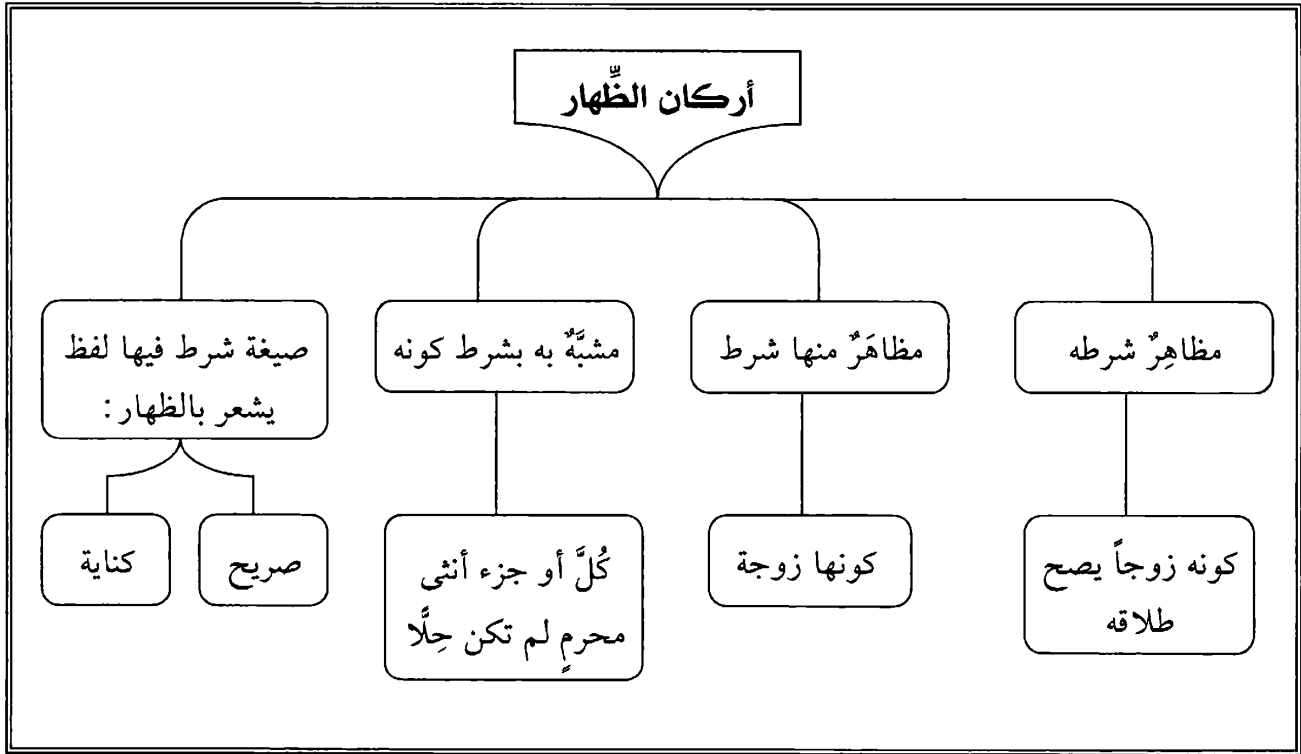 أركان الظِّهار
مظاهِرٌ شرطه
مظاهَرٌ منها شرط
مشبَّهٌ به بشرط كونه
صيغة شرط فيها لفظ
يشعر بالظهار :
كونه زوجاً يصح
طلاقه
كونها زوجة
كُلَّ أو جزء أنثى
محرمٍ لم تكن حِلًّا
صريح
كناية